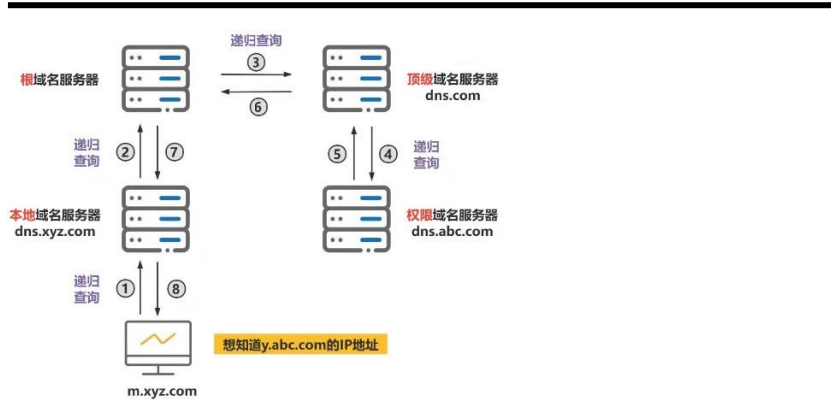 递归查询
③
根域名服务器
顶级域名服务器
dns.com
⑥
递归
查询
②
⑦
⑤
④
递归
查询
本地域名服务器
dns.xyz.com
权限域名服务器
dns.abc.com
递归
查询
①
⑧
想知道y.abc.com的IP地址
m.xyz.com